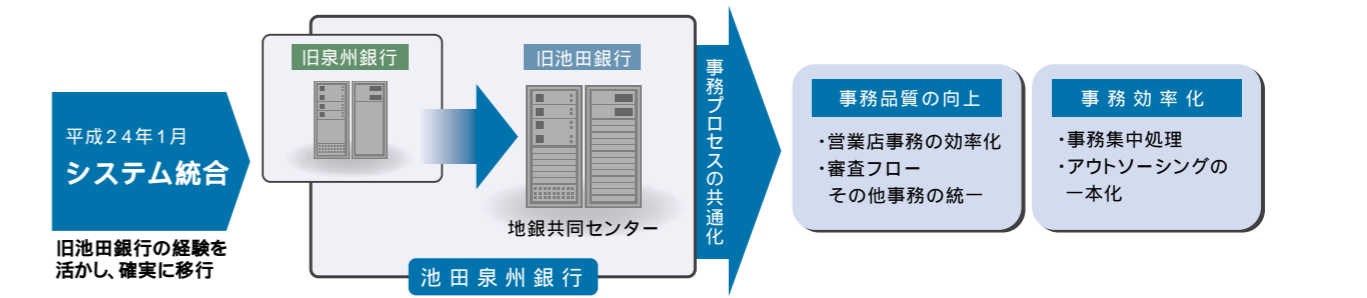 平成24年1月
システム統合
旧池田銀行の経験を
活かし、確実に移行
旧泉州銀行
旧池田銀行
地銀共同センター
池田泉州銀行
事務プロセスの共通化
事務品質の向上
・営業店事務の効率化
・審査フロー
その他事務の統一
事務効率化
・事務集中処理
・アウトソーシングの
一本化